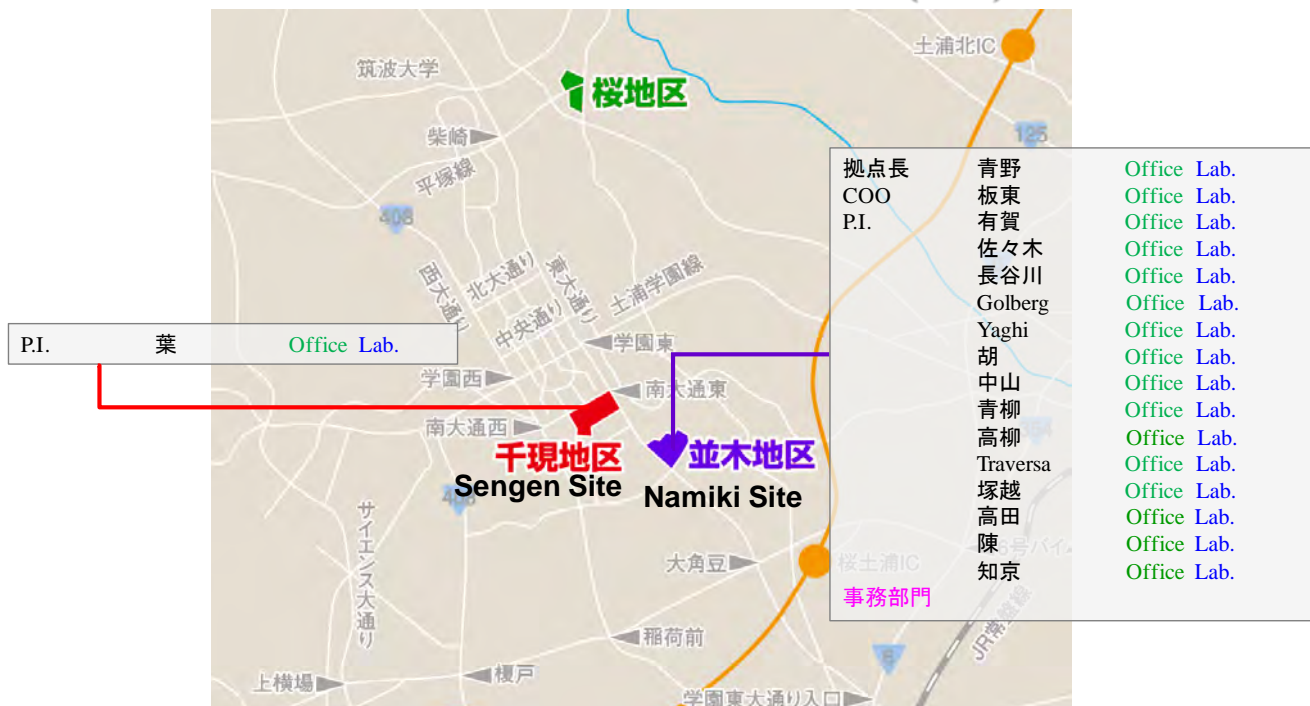 土浦北IC
筑波大学
桜地区
125
柴崎
平塚線
408
拠点長 青野 Office Lab.
COO 板東 Office Lab.
P.I. 有賀 Office Lab.
佐々木 Office Lab.
長谷川 Office Lab.
Golberg Office Lab.
Yaghi Office Lab.
胡 Office Lab.
中山 Office Lab.
青柳 Office Lab.
高柳 Office Lab.
Traversa Office Lab.
塚越 Office Lab.
高田 Office Lab.
陳 Office Lab.
知京 Office Lab.
事務部門
西大通り
北大通り
東大通り
土浦学園線
中央通り
学園東
P.I. 葉 Office Lab.
学園西
南大通東
南大通西
千現地区
Sengen Site
並木地区
Namiki Site
408
354
サイエンス大通り
大角豆
桜土浦IC
6号バイ
稲荷前
JR常磐線
6
上横場
榎戸
学園東大通り入口